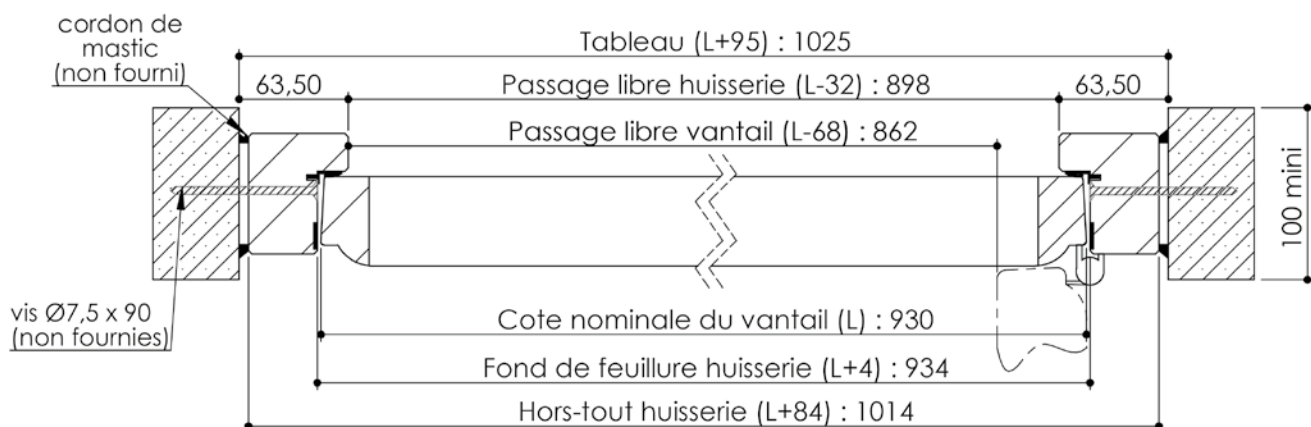 cordon de
mastic
(non fourni)
Tableau (L+95) : 1025
63,50
Passage libre huisserie (L-32) : 898
63,50
Passage libre vantail (L-68) : 862
100 mini
vis Ø7,5 x 90
(non fournies)
Cote nominale du vantail (L) : 930
Fond de feuillure huisserie (L+4) : 934
Hors-tout huisserie (L+84) : 1014